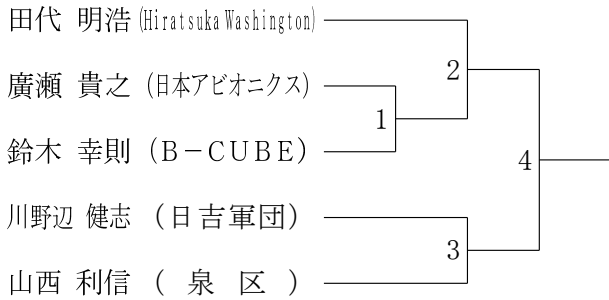 田代 明浩 (Hiratsuka Washington)
2
廣瀬 貴之 (日本アビオニクス)
1
鈴木 幸則 (B－CUBE)
4
川野辺 健志 (日吉軍団)
3
山西 利信 (泉 区)